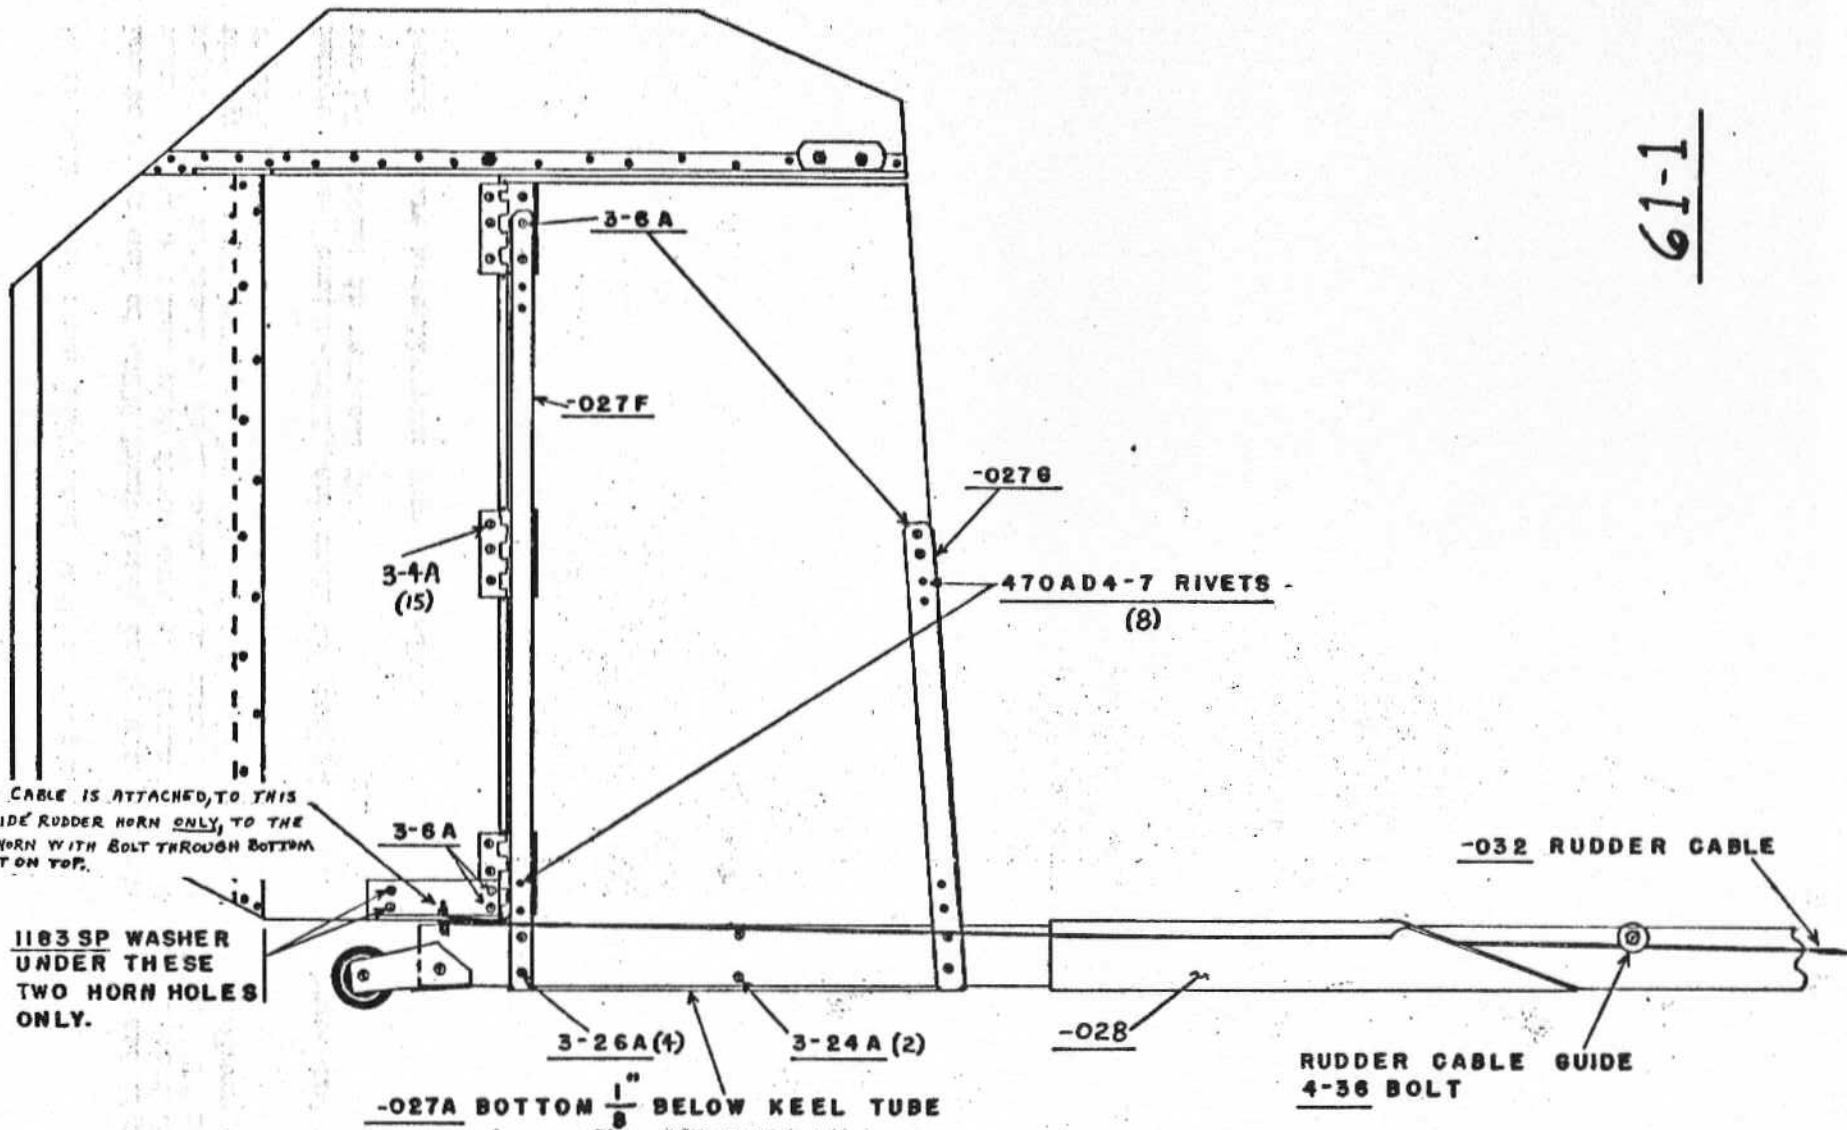 61-1
3-6A
-027F
-027G
3-4A
(15)
470AD4-7 RIVETS
(8)
CABLE IS ATTACHED, TO THIS
RUDDER HORN ONLY, TO THE
HORN WITH BOLT THROUGH BOTTOM
ON TOP.
3-6A
-032 RUDDER CABLE
1183 SP WASHER
UNDER THESE
TWO HORN HOLES
ONLY.
3-26A (4)
3-24A (2)
-028
RUDDER CABLE GUIDE
4-36 BOLT
-027A BOTTOM 1/8" BELOW KEEL TUBE